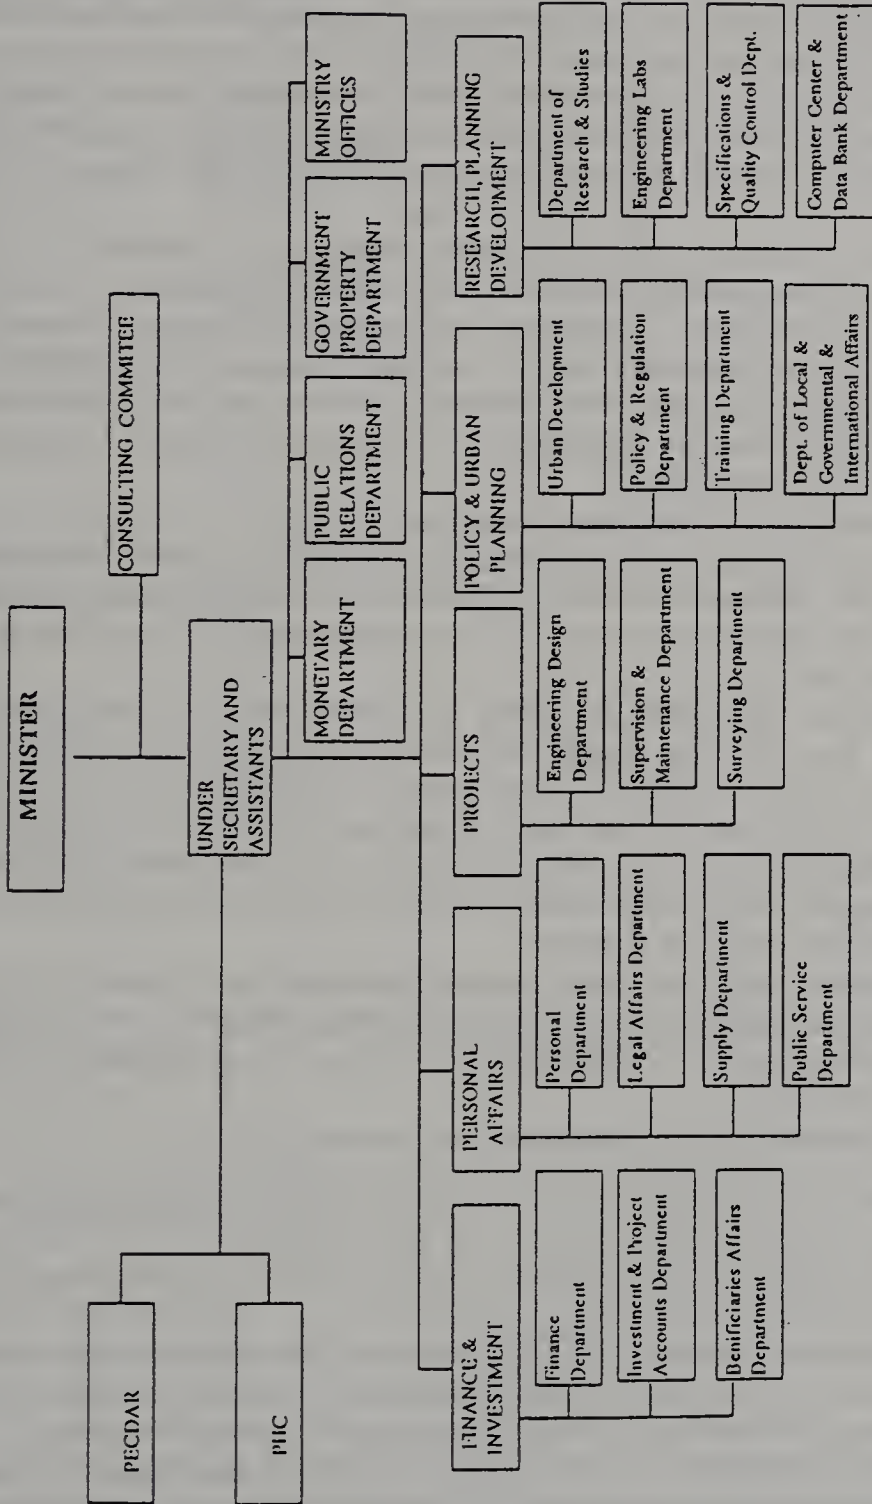 MINISTER
CONSULTING COMMITEE
UNDER
SECRETARY AND
ASSISTANTS
PECDAR
PHC
MONETARY
DEPARTMENT
PUBLIC
RELATIONS
DEPARTMENT
GOVERNMENT
PROPERTY
DEPARTMENT
MINISTRY
OFFICES
FINANCE &
INVESTMENT
Finance
Department
Investment & Project
Accounts Department
Benificiaries Affairs
Department
PERSONAL
AFFAIRS
Personal
Department
Legal Affairs Department
Supply Department
Public Service
Department
PROJECTS
Engineering Design
Department
Supervision &
Maintenance Department
Surveying Department
POLICY & URBAN
PLANNING
Urban Development
Policy & Regulation
Department
Training Department
Dept. of Local &
Governmental &
International Affairs
RESEARCH, PLANNING
DEVELOPMENT
Department of
Research & Studies
Engineering Labs
Department
Specifications &
Quality Control Dept.
Computer Center &
Data Bank Department